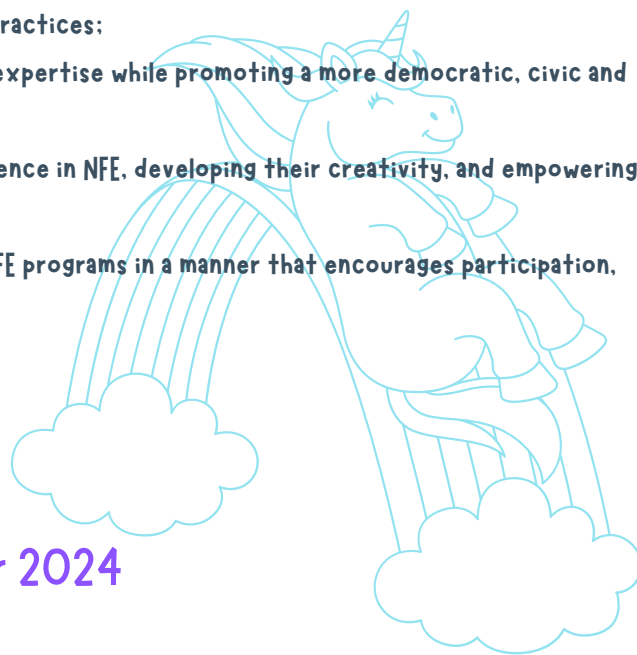 ractices;
expertise while promoting a more democratic, civic and
ence in NFE, developing their creativity, and empowering
FE programs in a manner that encourages participation,
r 2024